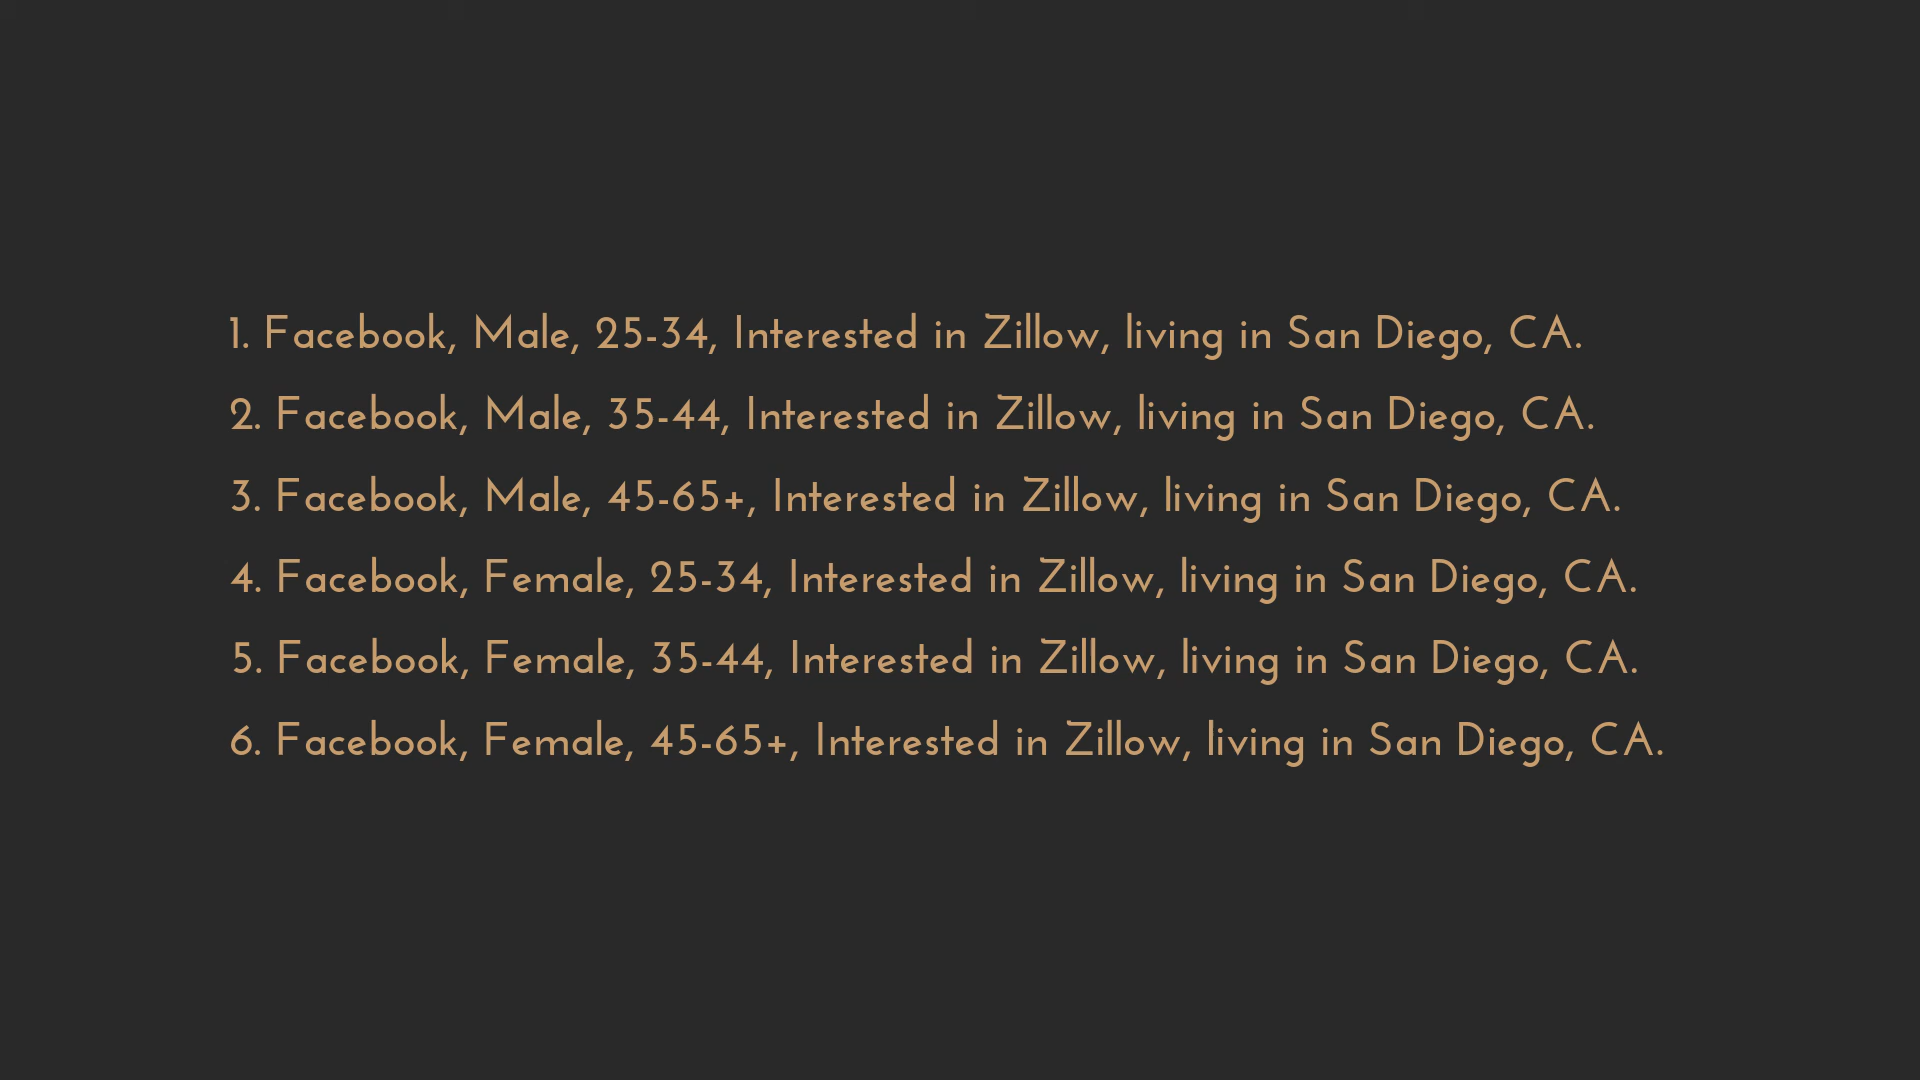 1. Facebook, Male, 25-34, Interested in Zillow, living in San Diego, CA.
2. Facebook, Male, 35-44, Interested in Zillow, living in San Diego, CA.
3. Facebook, Male, 45-65+, Interested in Zillow, living in San Diego, CA.
4. Facebook, Female, 25-34, Interested in Zillow, living in San Diego, CA.
5. Facebook, Female, 35-44, Interested in Zillow, living in San Diego, CA.
6. Facebook, Female, 45-65+, Interested in Zillow, living in San Diego, CA.